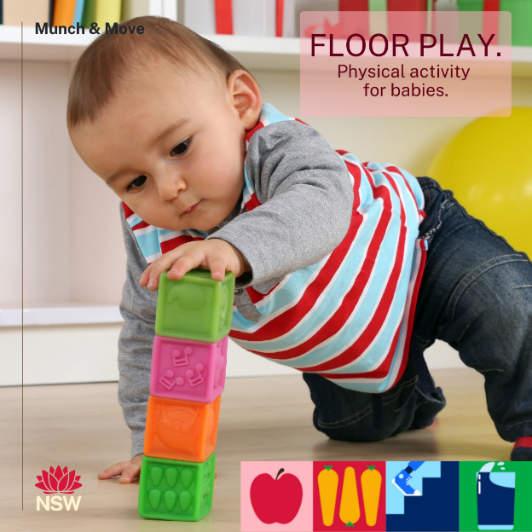 Munch & Move
FLOOR PLAY.
Physical activity
for babies.
NSW